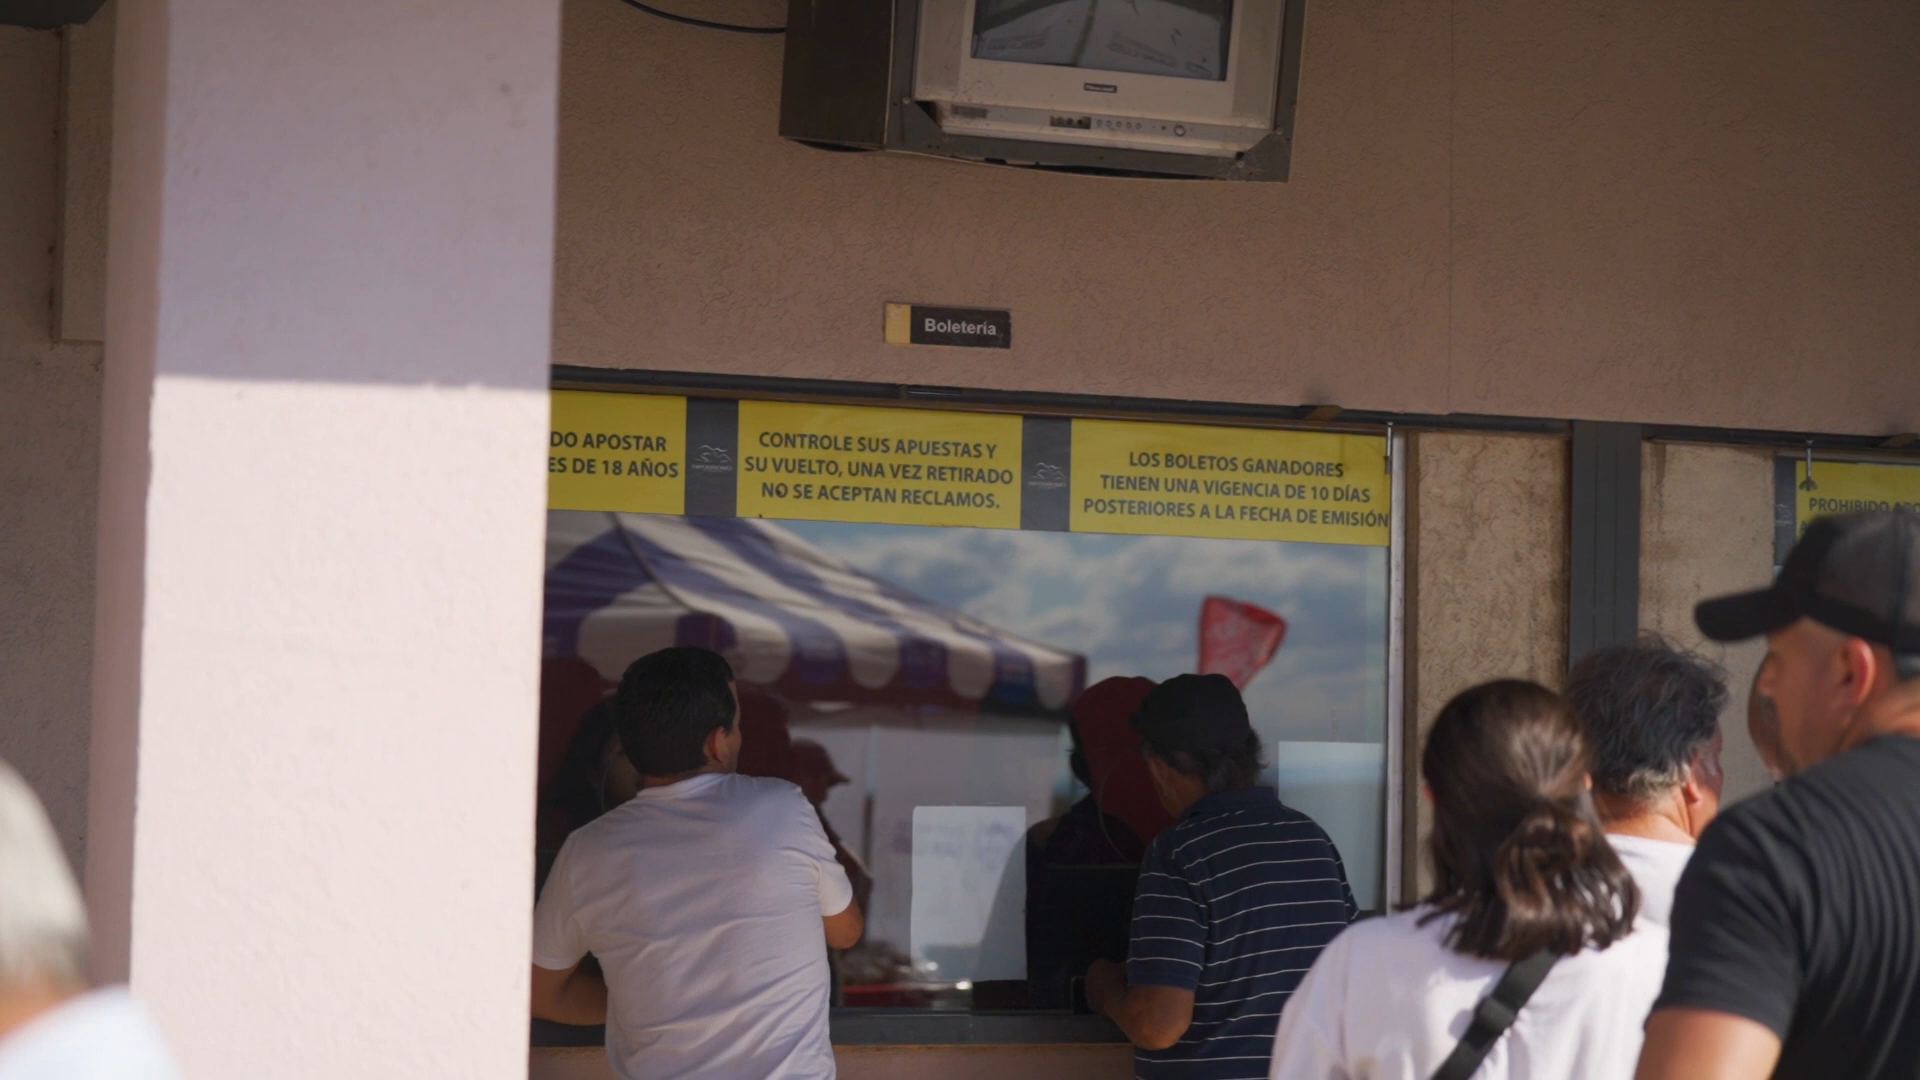 Boletería
DO APOSTAR
ES DE 18 AÑOS
CONTROLE SUS APUESTAS Y
SU VUELTO, UNA VEZ RETIRADO
NO SE ACEPTAN RECLAMOS.
LOS BOLETOS GANADORES
TIENEN UNA VIGENCIA DE 10 DÍAS
POSTERIORES A LA FECHA DE EMISIÓN
PROHIBIDO